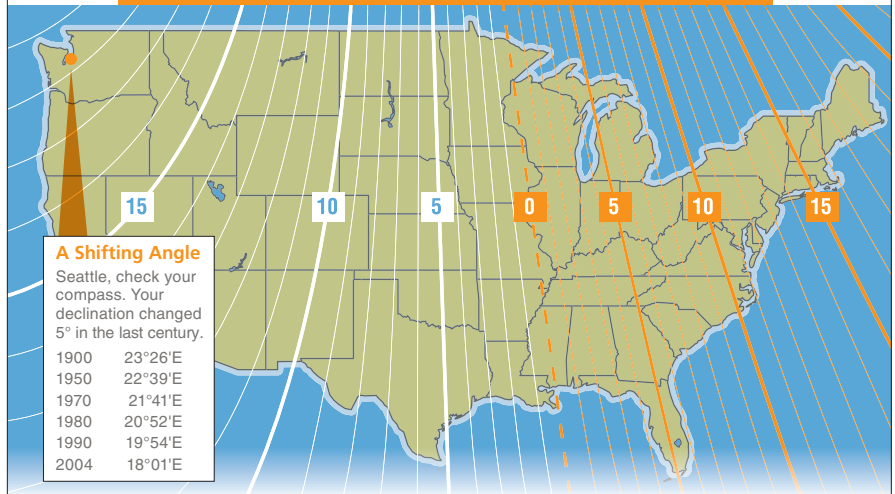 15
10
5
0
5
10
15
A Shifting Angle
Seattle, check your
compass. Your
declination changed
5° in the last century.
1900 23°26'E
1950 22°39'E
1970 21°41'E
1980 20°52'E
1990 19°54'E
2004 18°01'E